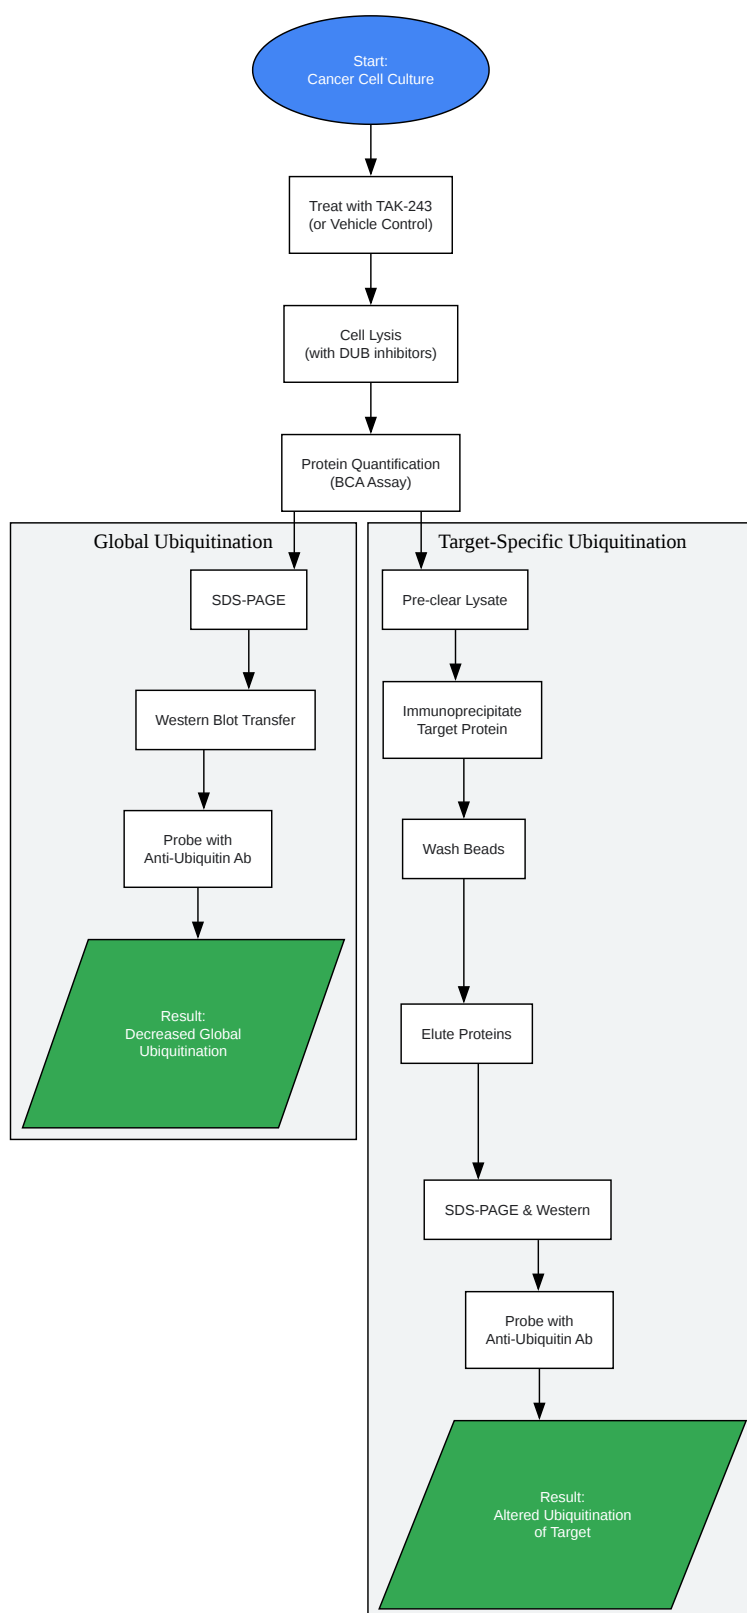 Start:
Cancer Cell Culture
Treat with TAK-243
(or Vehicle Control)
Cell Lysis
(with DUB inhibitors)
Protein Quantification
(BCA Assay)
Global Ubiquitination
SDS-PAGE
Western Blot Transfer
Probe with
Anti-Ubiquitin Ab
Result:
Decreased Global
Ubiquitination
Target-Specific Ubiquitination
Pre-clear Lysate
Immunoprecipitate
Target Protein
Wash Beads
Elute Proteins
SDS-PAGE & Western
Probe with
Anti-Ubiquitin Ab
Result:
Altered Ubiquitination
of Target